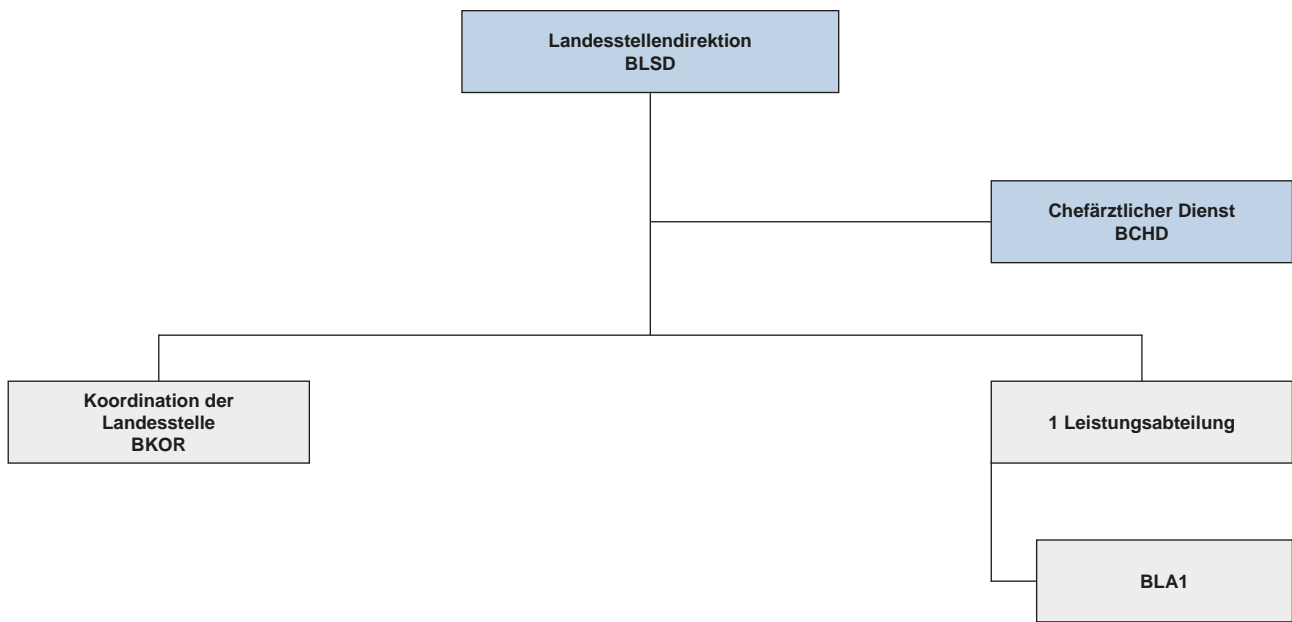 Landesstellendirektion
BLSD
Chefärztlicher Dienst
BCHD
Koordination der
Landesstelle
BKOR
1 Leistungsabteilung
BLA1